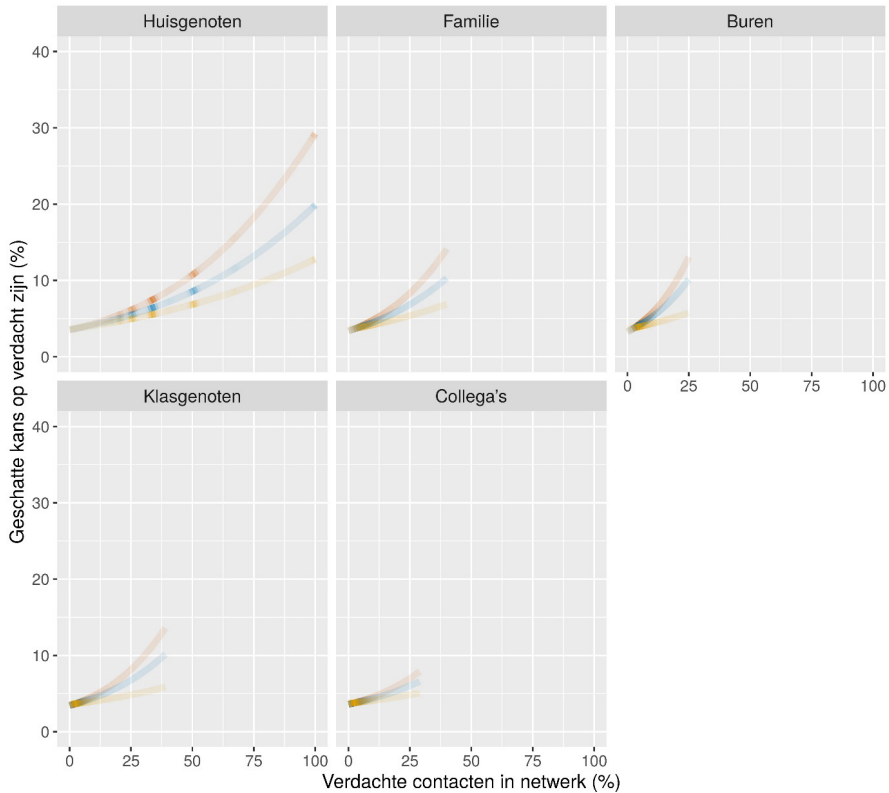 Huisgenoten Familie Buren
40
30
20
10
0
0 25 50 75 100
Klasgenoten Collega's
40
30
20
10
0
0 25 50 75 100 0 25 50 75 100
Geschatte kans op verdacht zijn (%)
Verdachte contacten in netwerk (%)